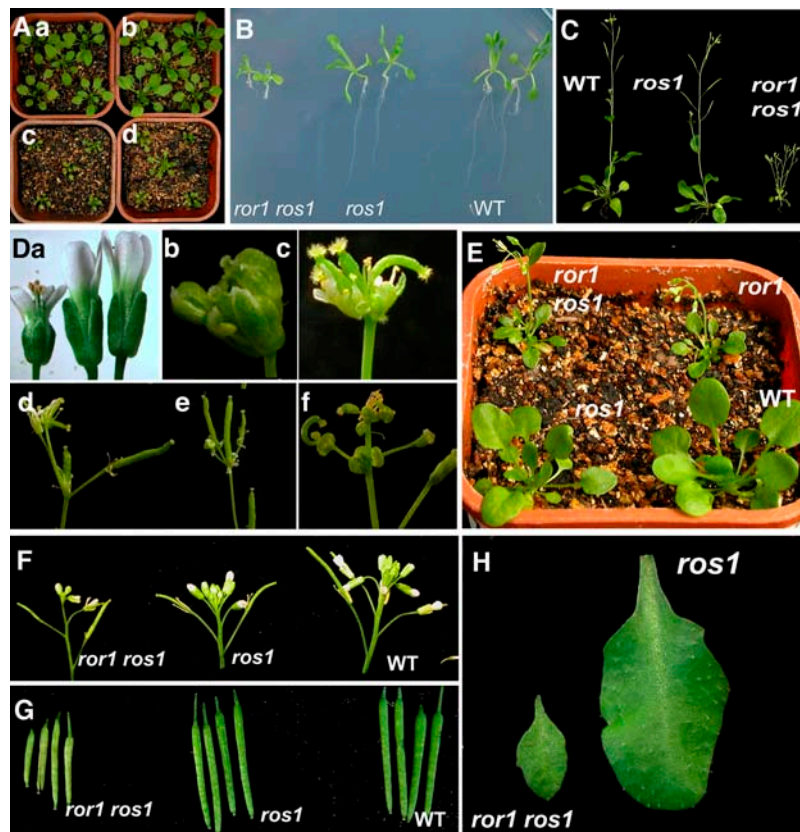 A a b
c d
B
ror1 ros1 ros1 WT
C
WT ros1 ror1
ros1
Da b c
d e f
E
ror1
ros1
ror1
ros1
WT
F
ror1 ros1 ros1 WT
G
ror1 ros1 ros1 WT
H
ros1
ror1 ros1